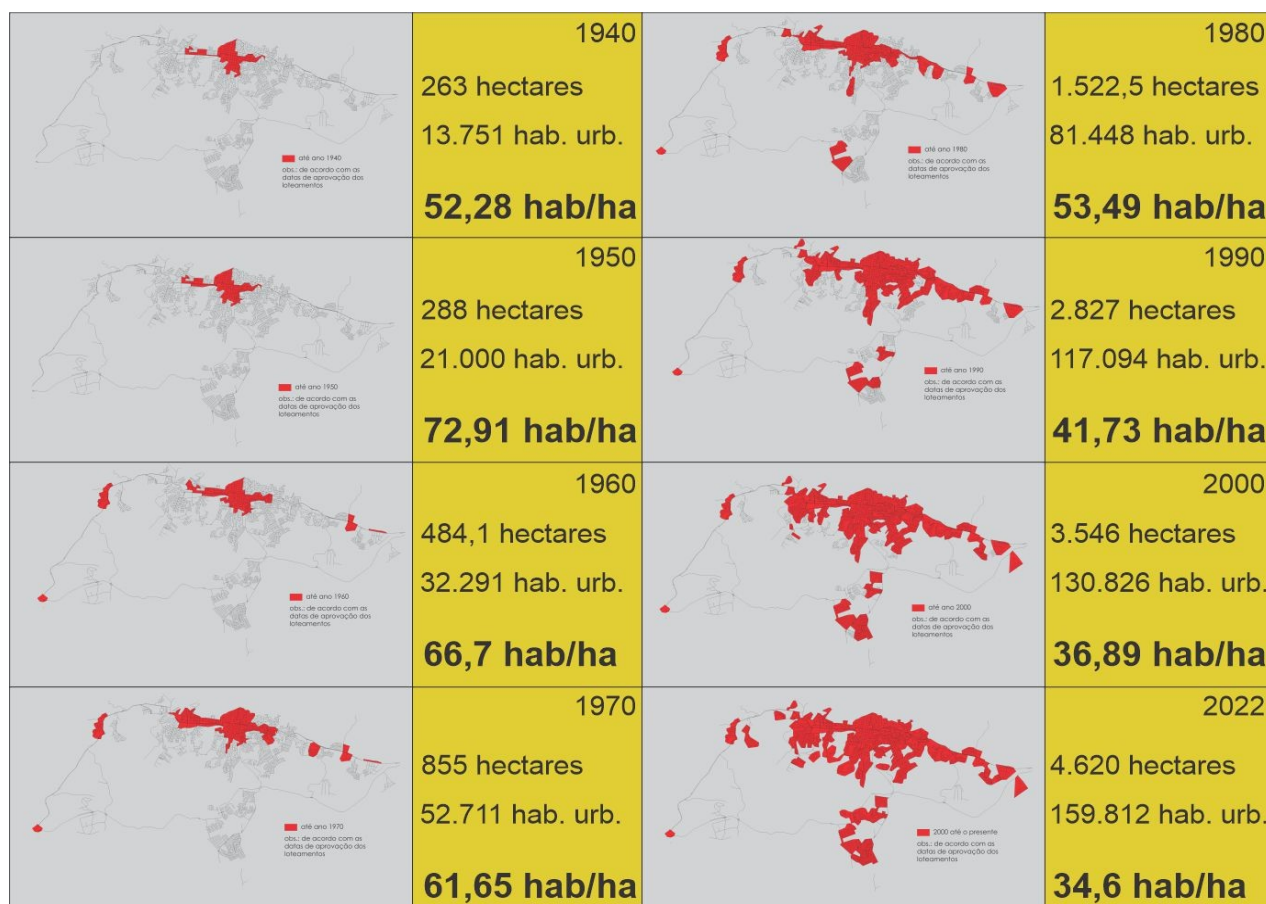 1940
263 hectares
13.751 hab. urb.
até ano 1940
obs.: de acordo com as
datas de aprovação dos
loteamentos
52,28 hab/ha
1950
288 hectares
21.000 hab. urb.
até ano 1950
obs.: de acordo com as
datas de aprovação dos
loteamentos
72,91 hab/ha
1960
484,1 hectares
32.291 hab. urb.
até ano 1960
obs.: de acordo com as
datas de aprovação dos
loteamentos
66,7 hab/ha
1970
855 hectares
52.711 hab. urb.
até ano 1970
obs.: de acordo com as
datas de aprovação dos
loteamentos
61,65 hab/ha
1980
1.522,5 hectares
81.448 hab. urb.
até ano 1980
obs.: de acordo com as
datas de aprovação dos
loteamentos
53,49 hab/ha
1990
2.827 hectares
117.094 hab. urb.
até ano 1990
obs.: de acordo com as
datas de aprovação dos
loteamentos
41,73 hab/ha
2000
3.546 hectares
130.826 hab. urb.
até ano 2000
obs.: de acordo com as
datas de aprovação dos
loteamentos
36,89 hab/ha
2022
4.620 hectares
159.812 hab. urb.
2000 até o presente
obs.: de acordo com as
datas de aprovação dos
loteamentos
34,6 hab/ha